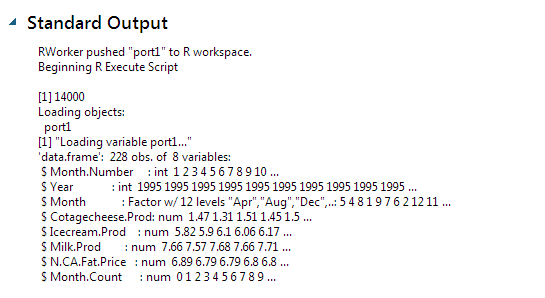 Standard Output
RWorker pushed "port1" to R workspace.
Beginning R Execute Script
[1] 14000
Loading objects:
port1
[1] "Loading variable port1..."
'data.frame': 228 obs. of 8 variables:
$ Month.Number : int 1 2 3 4 5 6 7 8 9 10 ...
$ Year : int 1995 1995 1995 1995 1995 1995 1995 1995 1995 1995 ...
$ Month : Factor w/ 12 levels "Apr","Aug","Dec",..: 5 4 8 1 9 7 6 2 12 11 ...
$ Cotagecheese.Prod: num 1.47 1.31 1.51 1.45 1.5 ...
$ Icecream.Prod : num 5.82 5.9 6.1 6.06 6.17 ...
$ Milk.Prod : num 7.66 7.57 7.68 7.66 7.71 ...
$ N.CA.Fat.Price : num 6.89 6.79 6.79 6.8 6.8 ...
$ Month.Count : num 0 1 2 3 4 5 6 7 8 9 ...